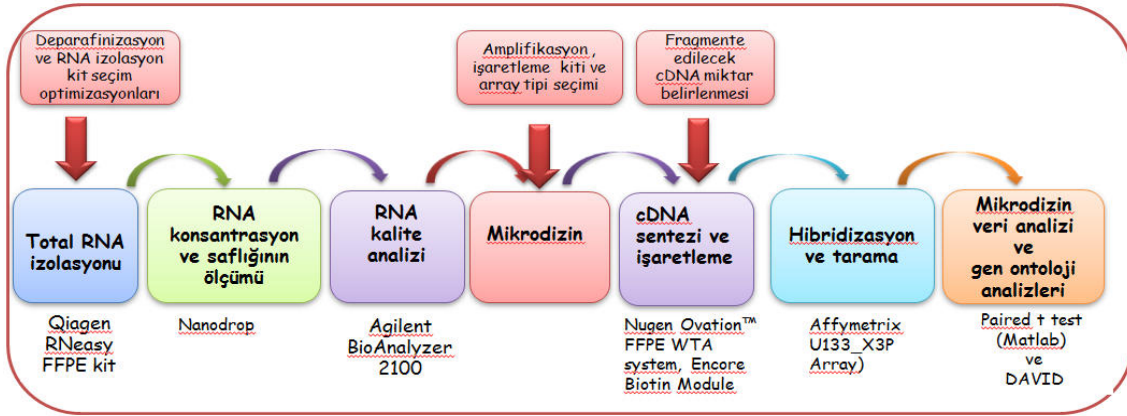 Deparafinizasyon
ve RNA izolasyon
kit seçim
optimizasyonları
Amplifikasyon,
işaretleme kiti ve
array tipi seçimi
Fragmente
edilecek
cDNA miktar
belirlenmesi
Total RNA
izolasyonu
RNA
konsantrasyon
ve saflığının
ölçümü
RNA
kalite
analizi
Mikrodizin
cDNA
sentezi ve
işaretleme
Hibridizasyon
ve tarama
Mikrodizin
veri analizi
ve
gen ontoloji
analizleri
Qiagen
RNeasy
FFPE kit
Nanodrop
Agilent
BioAnalyzer
2100
Nugen Ovation™
FFPE WTA
system, Encore
Biotin Module
Affymetrix
U133_X3P
Array)
Paired t test
(Matlab)
ve
DAVID